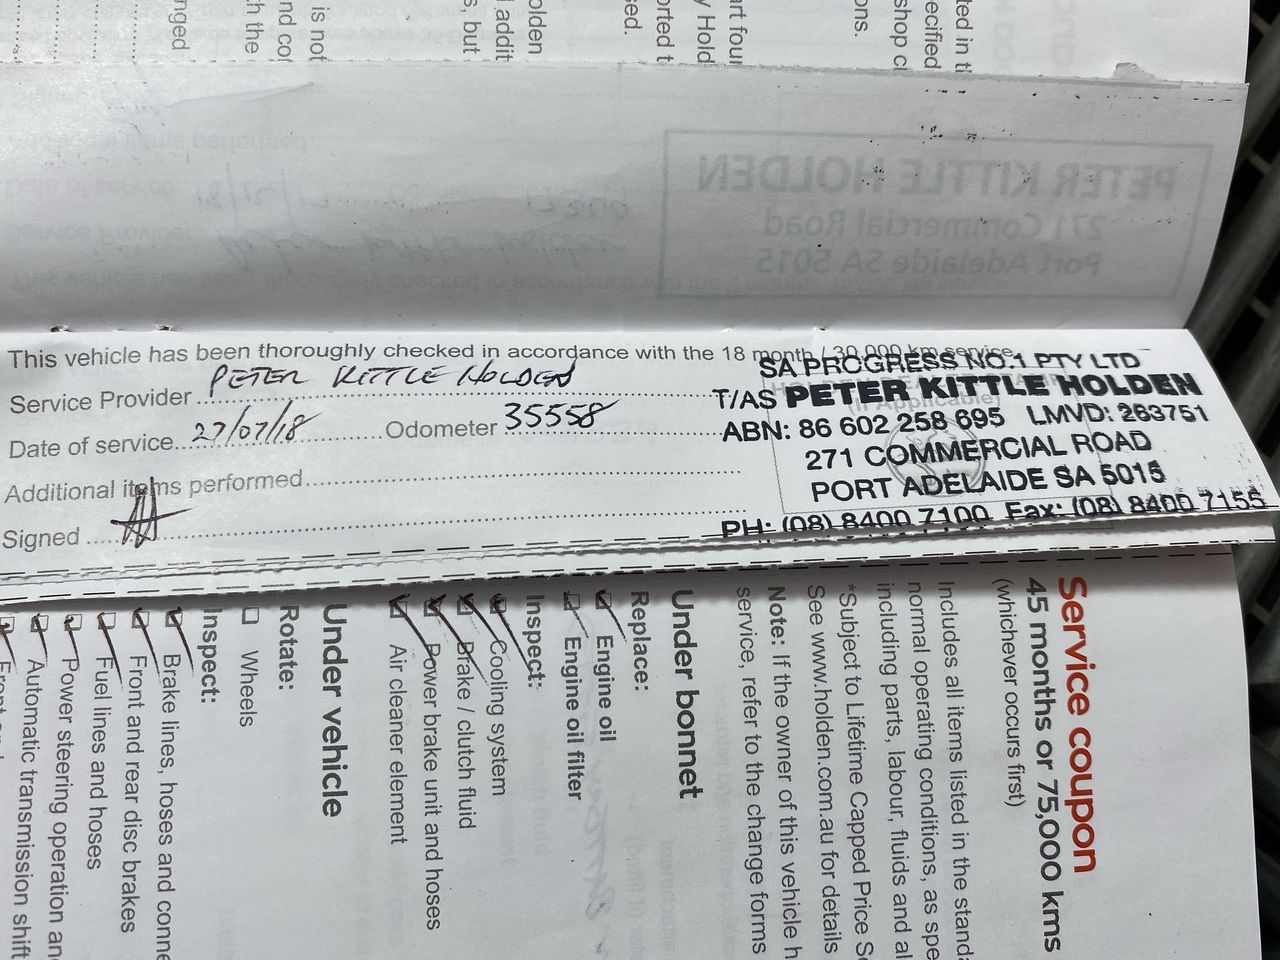 This vehicle has been thoroughly checked in accordance with the 18 month / 30,000 km service.
Service Provider PETER KITTLE HOLDEN
Date of service 27/07/18 Odometer 35558
Additional items performed
Signed
SA PROGRESS NO.1 PTY LTD
T/AS PETER KITTLE HOLDEN
ABN: 86 602 258 695 LMVD: 263751
271 COMMERCIAL ROAD
PORT ADELAIDE SA 5015
PH: (08) 8400 7100 Fax: (08) 8400 7155
PETER KITTLE HOLDEN
271 Commercial Road
Port Adelaide SA 5015
Service coupon
45 months or 75,000 kms
(whichever occurs first)
Includes all items listed in the
normal operating conditions, as
including parts, labour, fluids and
*Subject to Lifetime Capped Price
See www.holden.com.au for details
Note: If the owner of this vehicle
service, refer to the change forms
Under bonnet
Replace:
Engine oil
Engine oil filter
Inspect:
Cooling system
Brake / clutch fluid
Power brake unit and hoses
Air cleaner element
Under vehicle
Rotate:
Wheels
Inspect:
Brake lines, hoses and
Front and rear disc brakes
Fuel lines and hoses
Power steering operation
Automatic transmission shift